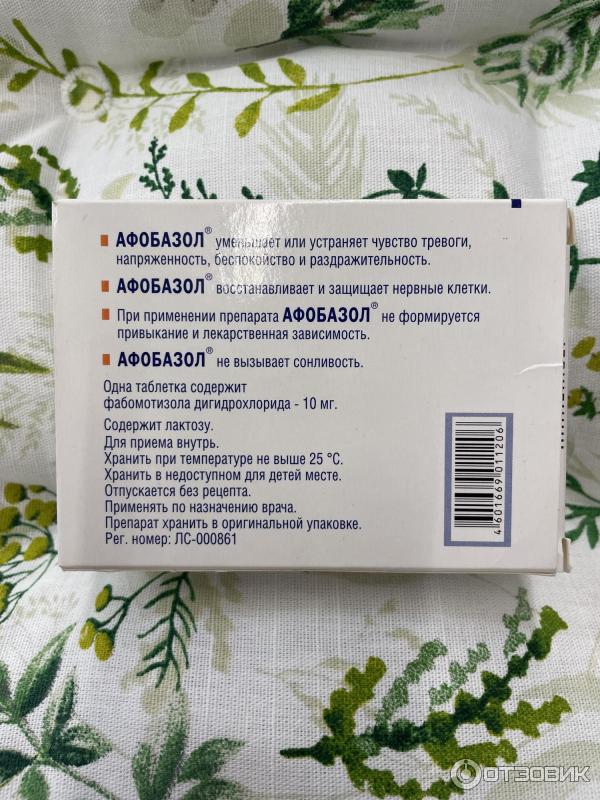 АФОБАЗОЛ® уменьшает или устраняет чувство тревоги,
напряженность, беспокойство и раздражительность.
АФОБАЗОЛ® восстанавливает и защищает нервные клетки.
При применении препарата АФОБАЗОЛ® не формируется
привыкание и лекарственная зависимость.
АФОБАЗОЛ® не вызывает сонливость.
Одна таблетка содержит
фабомотизола дигидрохлорида - 10 мг.
Содержит лактозу.
Для приема внутрь.
Хранить при температуре не выше 25 °С.
Хранить в недоступном для детей месте.
Отпускается без рецепта.
Применять по назначению врача.
Препарат хранить в оригинальной упаковке.
Рег. номер: ЛС-000861
4 601669 011206
ОТЗОВИК